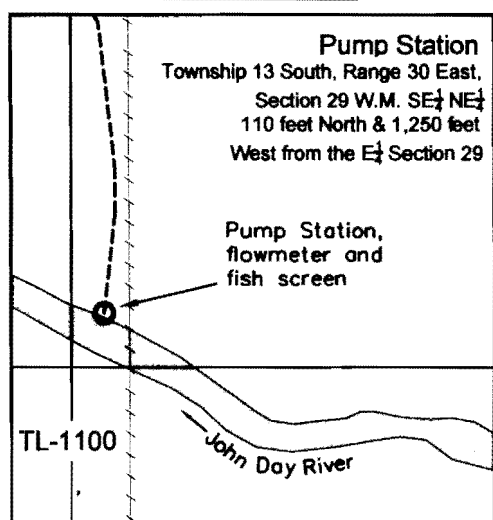 Pump Station
Township 13 South, Range 30 East,
Section 29 W.M. SE¼ NE¼
110 feet North & 1,250 feet
West from the E¼ Section 29
Pump Station,
flowmeter and
fish screen
TL-1100
John Day River